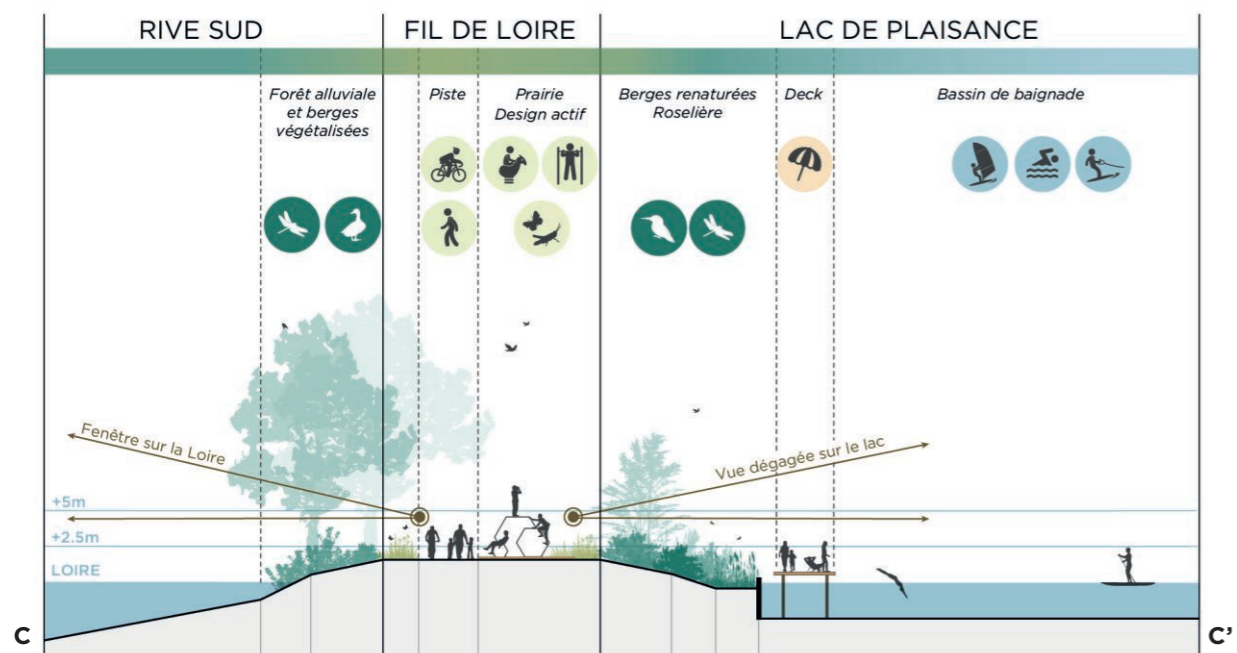 RIVE SUD
FIL DE LOIRE
LAC DE PLAISANCE
Forêt alluviale
et berges
végétalisées
Piste
Prairie
Design actif
Berges renaturées
Roselière
Deck
Bassin de baignade
Fenêtre sur la Loire
Vue dégagée sur le lac
+5m
+2.5m
LOIRE
C
C'